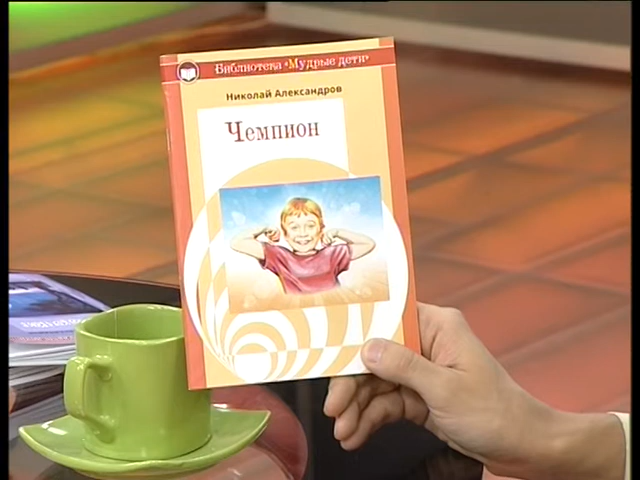 Библиотека «Мудрые дети»
Николай Александров
Чемпион